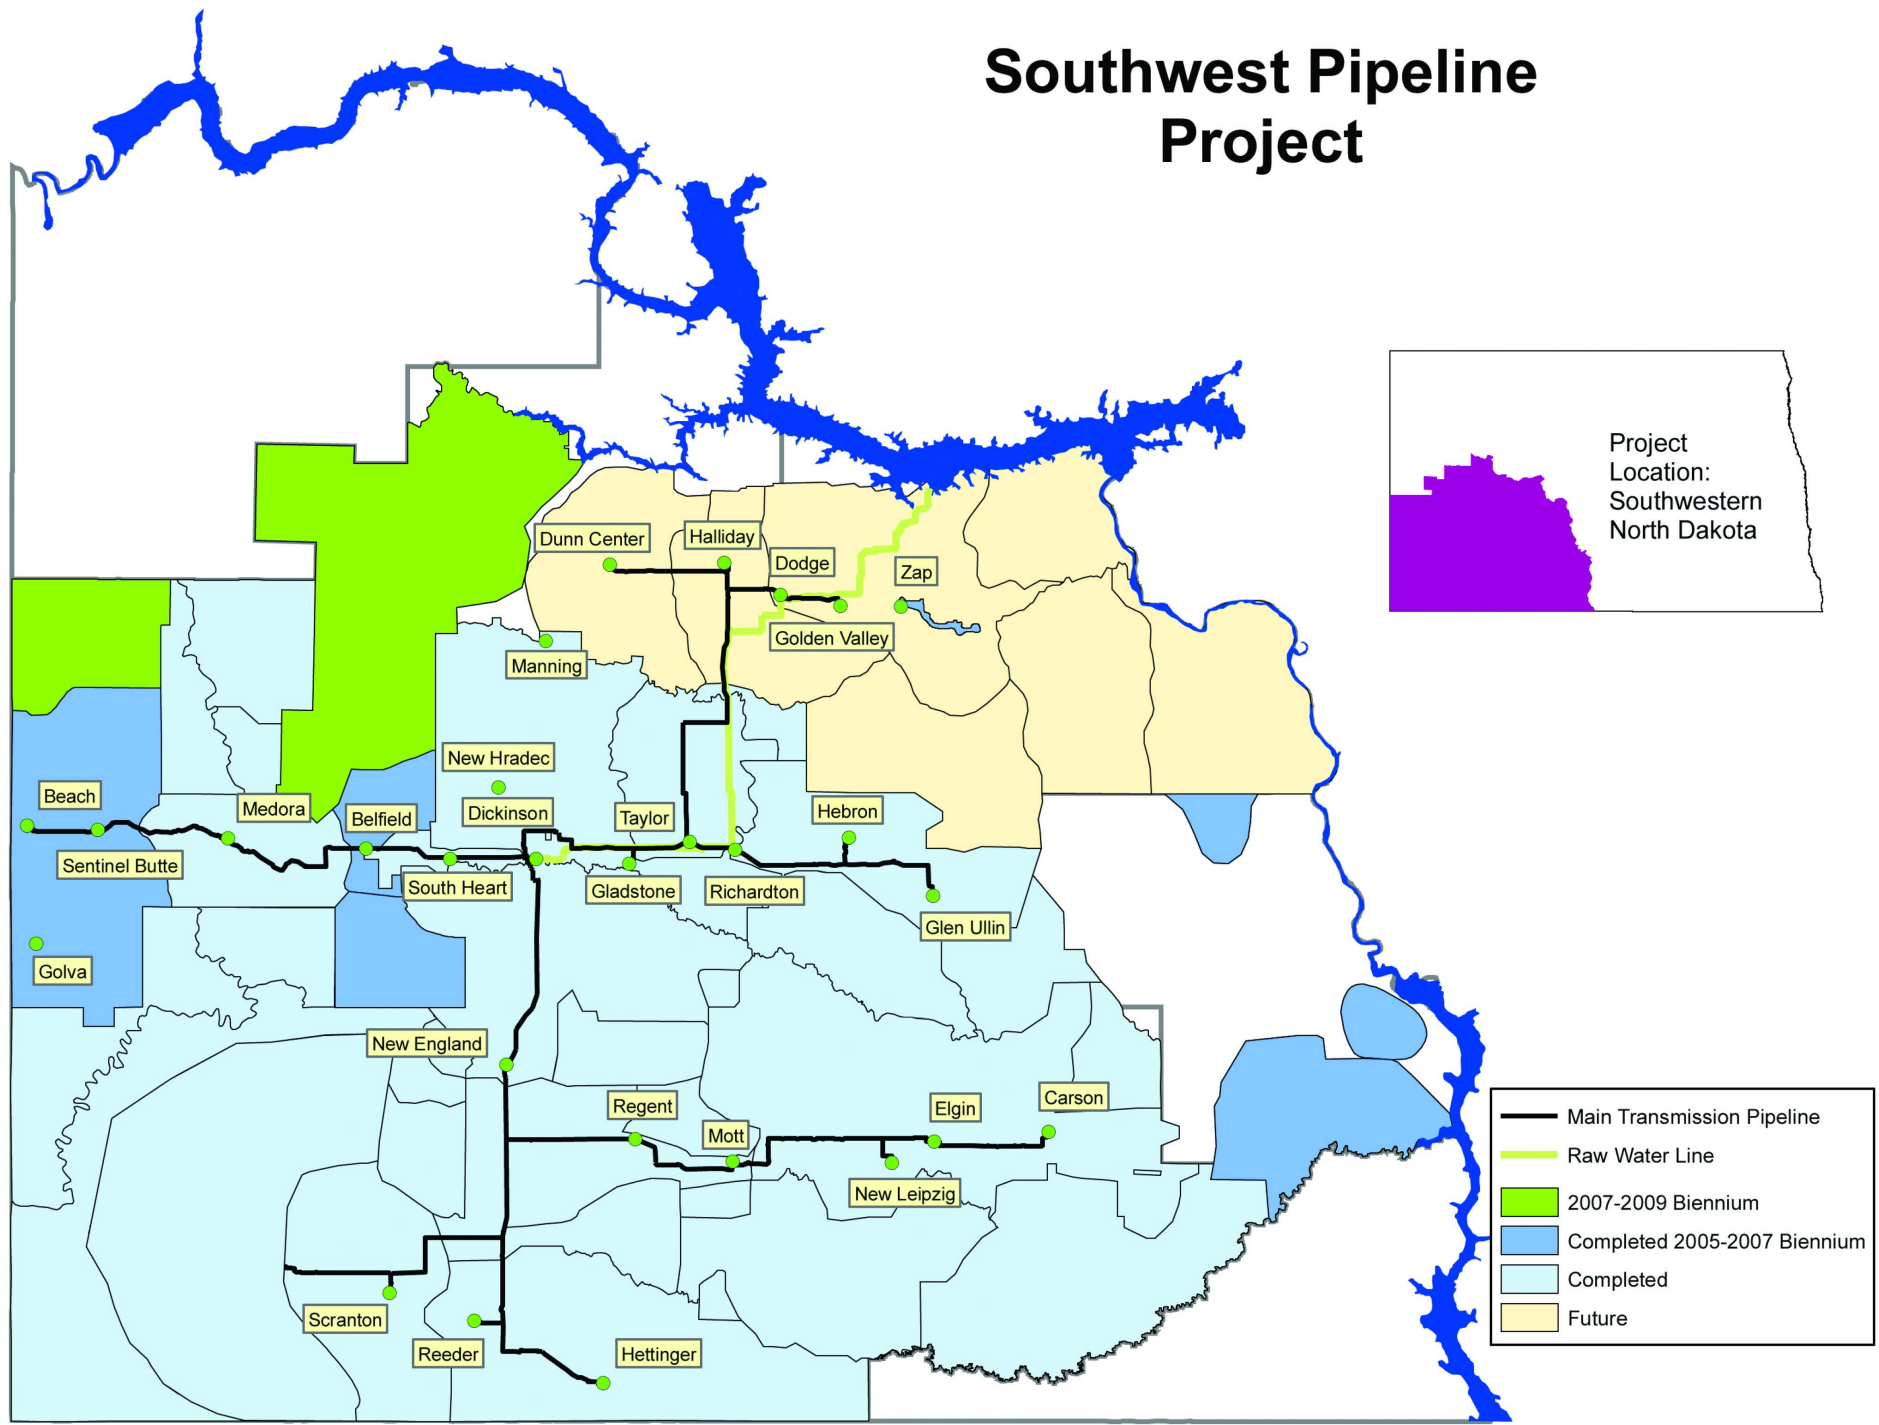 Southwest Pipeline
Project
Project
Location:
Southwestern
North Dakota
Dunn Center
Halliday
Dodge
Zap
Golden Valley
Manning
New Hradec
Beach
Medora
Belfield
Dickinson
Taylor
Hebron
Sentinel Butte
South Heart
Gladstone
Richardton
Glen Ullin
Golva
New England
Regent
Mott
Elgin
Carson
New Leipzig
Scranton
Reeder
Hettinger
Main Transmission Pipeline
Raw Water Line
2007-2009 Biennium
Completed 2005-2007 Biennium
Completed
Future